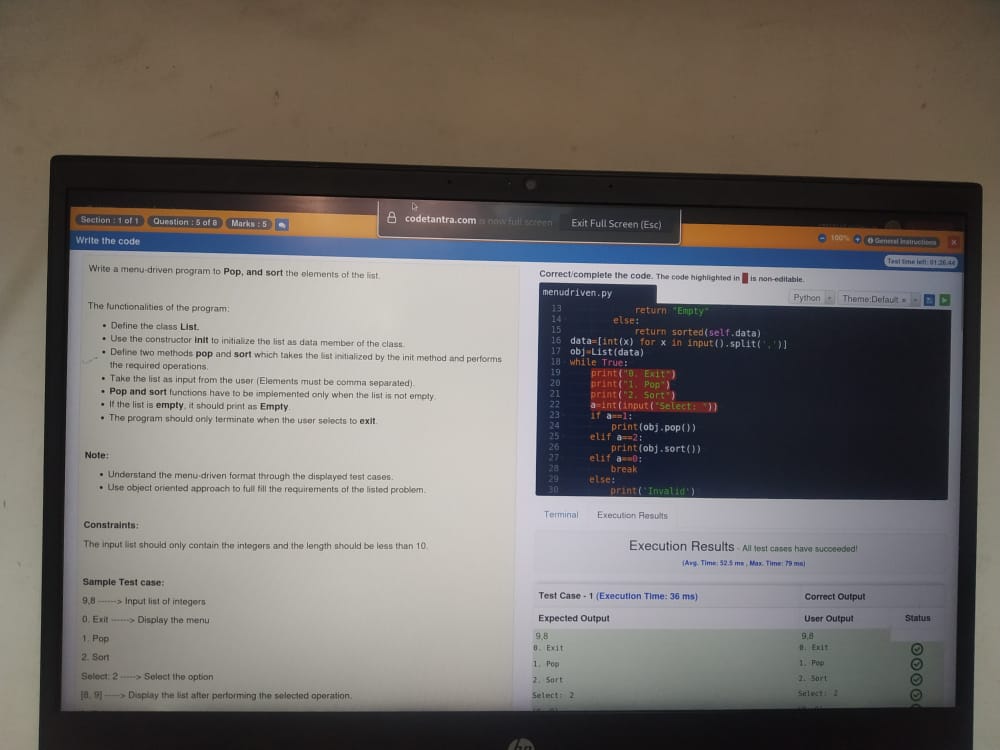 codetantra.com is now full screen
Exit Full Screen (Esc)
Section : 1 of 1
Question : 5 of 8
Marks : 5
100%
General Instructions
Write the code
Test time left: 01:26:44
Write a menu-driven program to Pop, and sort the elements of the list.
The functionalities of the program:
• Define the class List.
• Use the constructor init to initialize the list as data member of the class.
• Define two methods pop and sort which takes the list initialized by the init method and performs
the required operations.
• Take the list as input from the user (Elements must be comma separated).
• Pop and sort functions have to be implemented only when the list is not empty.
• If the list is empty, it should print as Empty.
• The program should only terminate when the user selects to exit.
Note:
• Understand the menu-driven format through the displayed test cases.
• Use object oriented approach to full fill the requirements of the listed problem.
Constraints:
The input list should only contain the integers and the length should be less than 10.
Sample Test case:
9,8 ------> Input list of integers
0. Exit ------> Display the menu
1. Pop
2. Sort
Select: 2 -----> Select the option
[8, 9] -----> Display the list after performing the selected operation.
Correct/complete the code. The code highlighted in is non-editable.
menudriven.py
Python
Theme:Default
13 return "Empty"
14 else:
15 return sorted(self.data)
16 data=[int(x) for x in input().split(',')]
17 obj=List(data)
18 while True:
19 print("0. Exit")
20 print("1. Pop")
21 print("2. Sort")
22 a=int(input("Select: "))
23 if a==1:
24 print(obj.pop())
25 elif a==2:
26 print(obj.sort())
27 elif a==0:
28 break
29 else:
30 print('Invalid')
Terminal
Execution Results
Execution Results - All test cases have succeeded!
(Avg. Time: 52.5 ms , Max. Time: 79 ms)
Test Case - 1 (Execution Time: 36 ms)
Correct Output
Expected Output
User Output
Status
9,8
9,8
0. Exit
0. Exit
1. Pop
1. Pop
2. Sort
2. Sort
Select: 2
Select: 2
hp